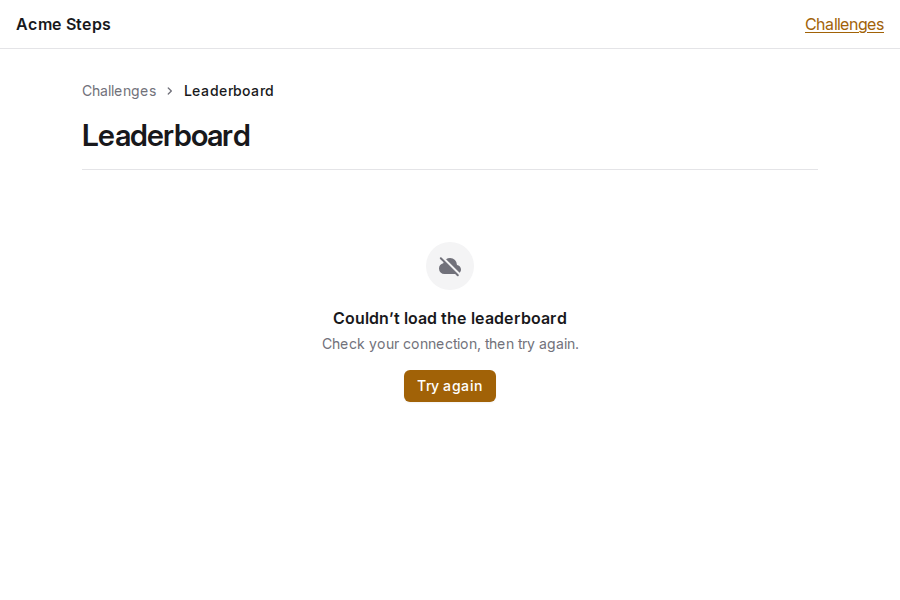 Acme Steps
Challenges
Challenges > Leaderboard
Leaderboard
Couldn’t load the leaderboard
Check your connection, then try again.
Try again